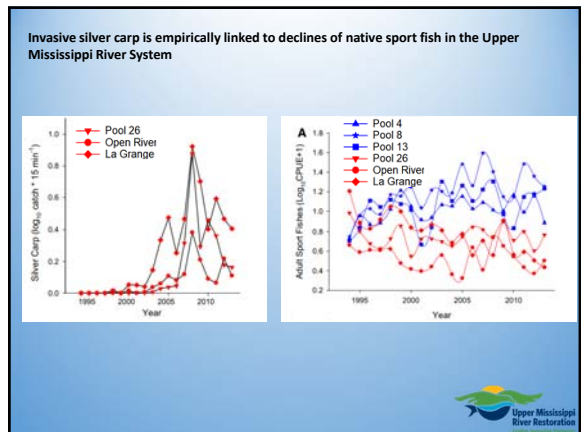 Invasive silver carp is empirically linked to declines of native sport fish in the Upper
Mississippi River System
Pool 26
Open River
La Grange
Silver Carp (log10 catch * 15 min⁻¹)
1.0
0.8
0.6
0.4
0.2
0.0
1995
2000
2005
2010
Year
A
Pool 4
Pool 8
Pool 13
Pool 26
Open River
La Grange
Adult Sport Fishes (Log10CPUE+1)
1.8
1.6
1.4
1.2
1.0
0.8
0.6
0.4
0.2
1995
2000
2005
2010
Year
Upper Mississippi
River Restoration